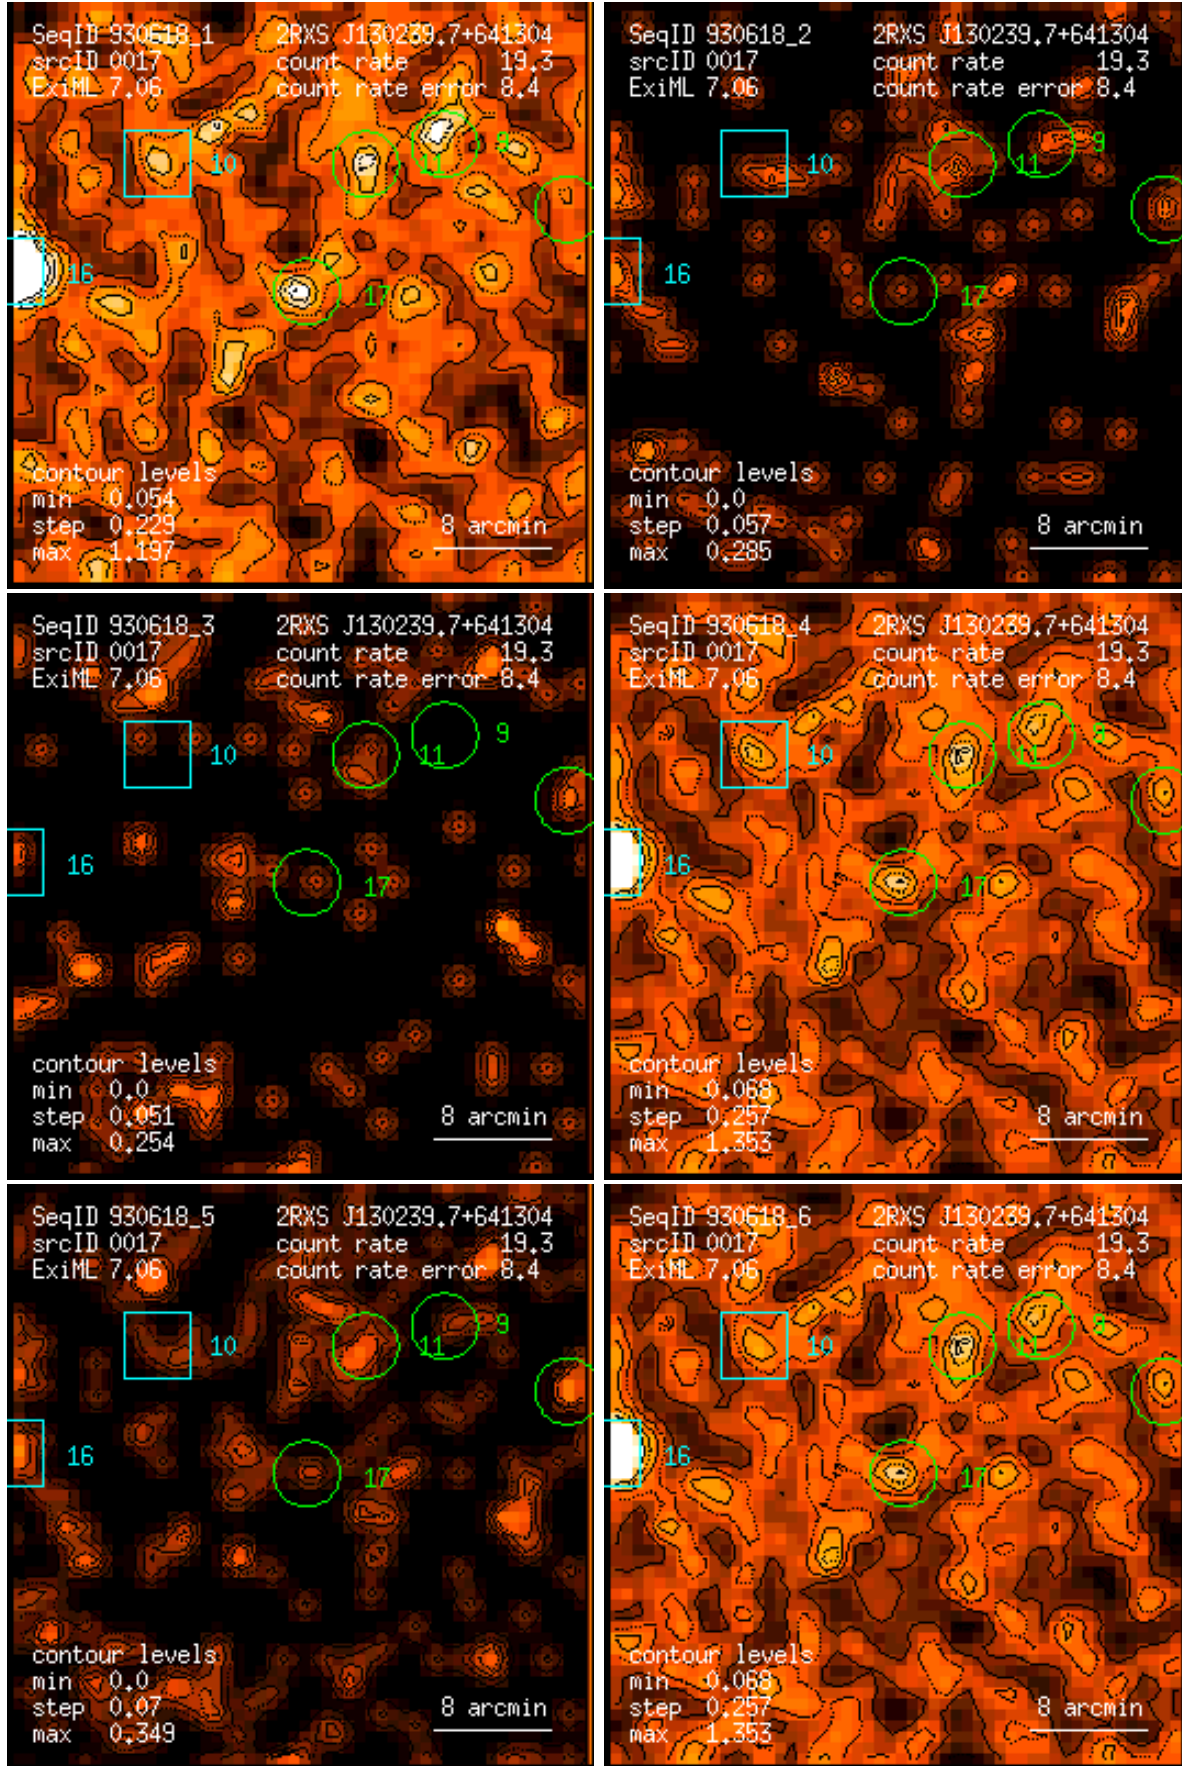 SeqID 930618_1 2RXS J130239.7+641304
srcID 0017 count rate 19.3
ExiML 7.06 count rate error 8.4
9
10 11
16
17
contour levels
min 0.054
step 0.229
max 1.197
8 arcmin
SeqID 930618_2 2RXS J130239.7+641304
srcID 0017 count rate 19.3
ExiML 7.06 count rate error 8.4
9
10 11
16
17
contour levels
min 0.0
step 0.057
max 0.285
8 arcmin
SeqID 930618_3 2RXS J130239.7+641304
srcID 0017 count rate 19.3
ExiML 7.06 count rate error 8.4
9
10 11
16
17
contour levels
min 0.0
step 0.051
max 0.254
8 arcmin
SeqID 930618_4 2RXS J130239.7+641304
srcID 0017 count rate 19.3
ExiML 7.06 count rate error 8.4
9
10 11
16
17
contour levels
min 0.068
step 0.257
max 1.353
8 arcmin
SeqID 930618_5 2RXS J130239.7+641304
srcID 0017 count rate 19.3
ExiML 7.06 count rate error 8.4
9
10 11
16
17
contour levels
min 0.0
step 0.07
max 0.349
8 arcmin
SeqID 930618_6 2RXS J130239.7+641304
srcID 0017 count rate 19.3
ExiML 7.06 count rate error 8.4
9
10 11
16
17
contour levels
min 0.068
step 0.257
max 1.353
8 arcmin